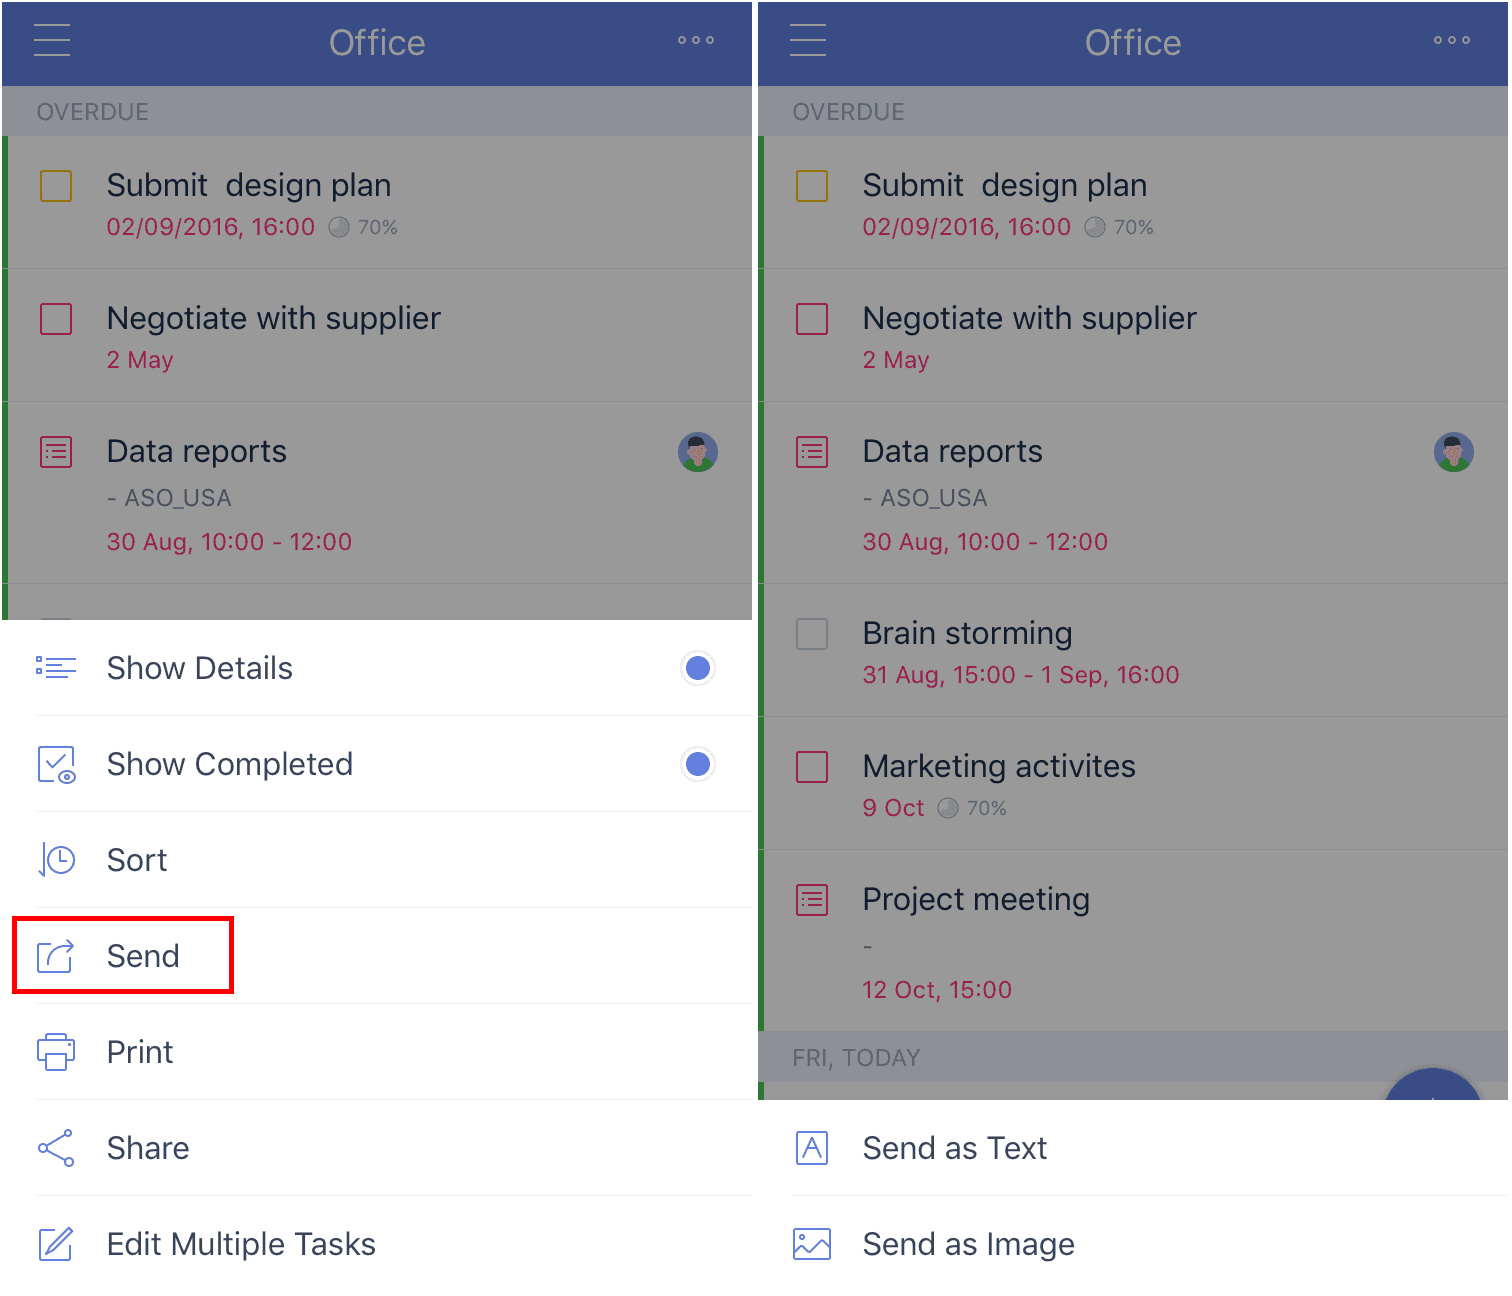 Office
OVERDUE
Submit  design plan
02/09/2016, 16:00 70%
Negotiate with supplier
2 May
Data reports
- ASO_USA
30 Aug, 10:00 - 12:00
Show Details
Show Completed
Sort
Send
Print
Share
Edit Multiple Tasks
Office
OVERDUE
Submit  design plan
02/09/2016, 16:00 70%
Negotiate with supplier
2 May
Data reports
- ASO_USA
30 Aug, 10:00 - 12:00
Brain storming
31 Aug, 15:00 - 1 Sep, 16:00
Marketing activites
9 Oct 70%
Project meeting
-
12 Oct, 15:00
FRI, TODAY
Send as Text
Send as Image